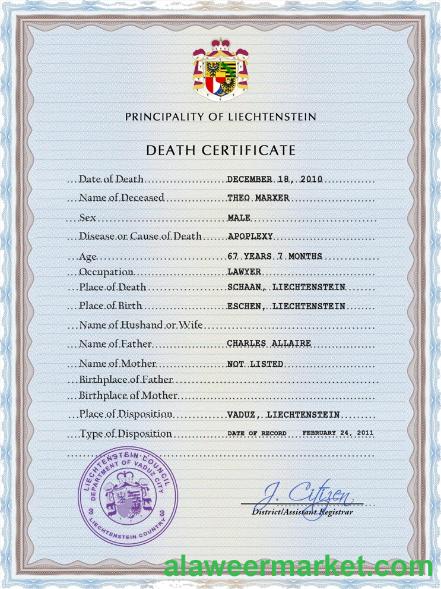 PRINCIPALITY OF LIECHTENSTEIN
DEATH CERTIFICATE
Date of Death DECEMBER 18, 2010
Name of Deceased THEO MARXER
Sex MALE
Disease or Cause of Death APOPLEXY
Age 67 YEARS 7 MONTHS
Occupation LAWYER
Place of Death SCHAAN, LIECHTENSTEIN
Place of Birth ESCHEN, LIECHTENSTEIN
Name of Husband or Wife
Name of Father CHARLES ALLAIRE
Name of Mother NOT LISTED
Birthplace of Father
Birthplace of Mother
Place of Disposition VADUZ, LIECHTENSTEIN
Type of Disposition DATE OF RECORD FEBRUARY 24, 2011
LIECHTENSTEIN COUNCIL
DEPARTMENT OF VADUZ CITY
LIECHTENSTEIN COUNTRY
J. Citizen
District/Assistant Registrar
alaweermarket.com